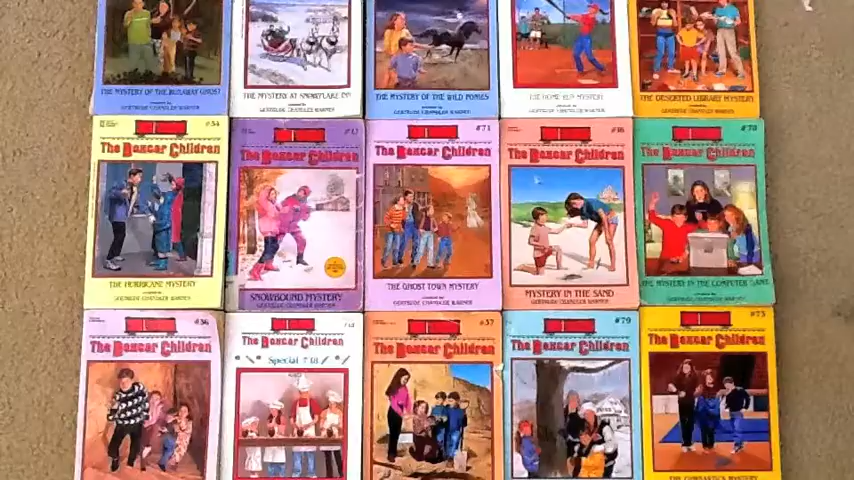 THE MYSTERY OF THE RUNAWAY GHOST
GERTRUDE CHANDLER WARNER
THE MYSTERY AT SNOWFLAKE INN
GERTRUDE CHANDLER WARNER
THE MYSTERY OF THE WILD PONIES
GERTRUDE CHANDLER WARNER
THE HOME RUN MYSTERY
GERTRUDE CHANDLER WARNER
THE DESERTED LIBRARY MYSTERY
GERTRUDE CHANDLER WARNER
#54
The Boxcar Children
THE HURRICANE MYSTERY
GERTRUDE CHANDLER WARNER
The Boxcar Children
SNOWBOUND MYSTERY
GERTRUDE CHANDLER WARNER
#71
The Boxcar Children
THE GHOST TOWN MYSTERY
GERTRUDE CHANDLER WARNER
The Boxcar Children
MYSTERY IN THE SAND
GERTRUDE CHANDLER WARNER
#78
The Boxcar Children
THE MYSTERY IN THE COMPUTER GAME
GERTRUDE CHANDLER WARNER
#36
The Boxcar Children
The Boxcar Children
Special
#37
The Boxcar Children
#79
The Boxcar Children
#73
The Boxcar Children
THE GYMNASTICS MYSTERY